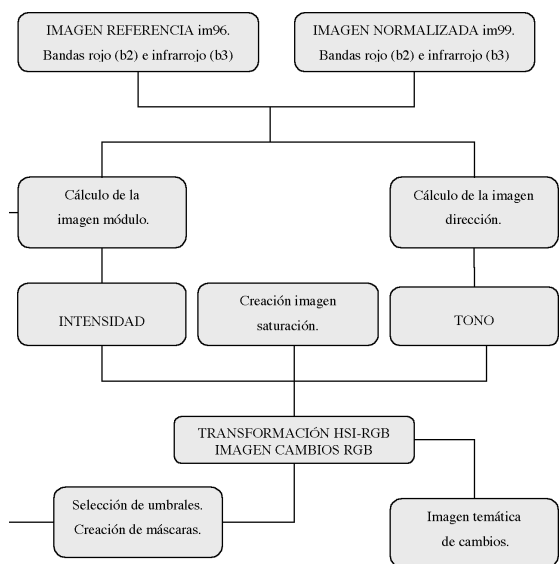 IMAGEN REFERENCIA im96.
Bandas rojo (b2) e infrarrojo (b3)
IMAGEN NORMALIZADA im99.
Bandas rojo (b2) e infrarrojo (b3)
Cálculo de la
imagen módulo.
Cálculo de la imagen
dirección.
INTENSIDAD
Creación imagen
saturación.
TONO
TRANSFORMACIÓN HSI-RGB
IMAGEN CAMBIOS RGB
Selección de umbrales.
Creación de máscaras.
Imagen temática
de cambios.